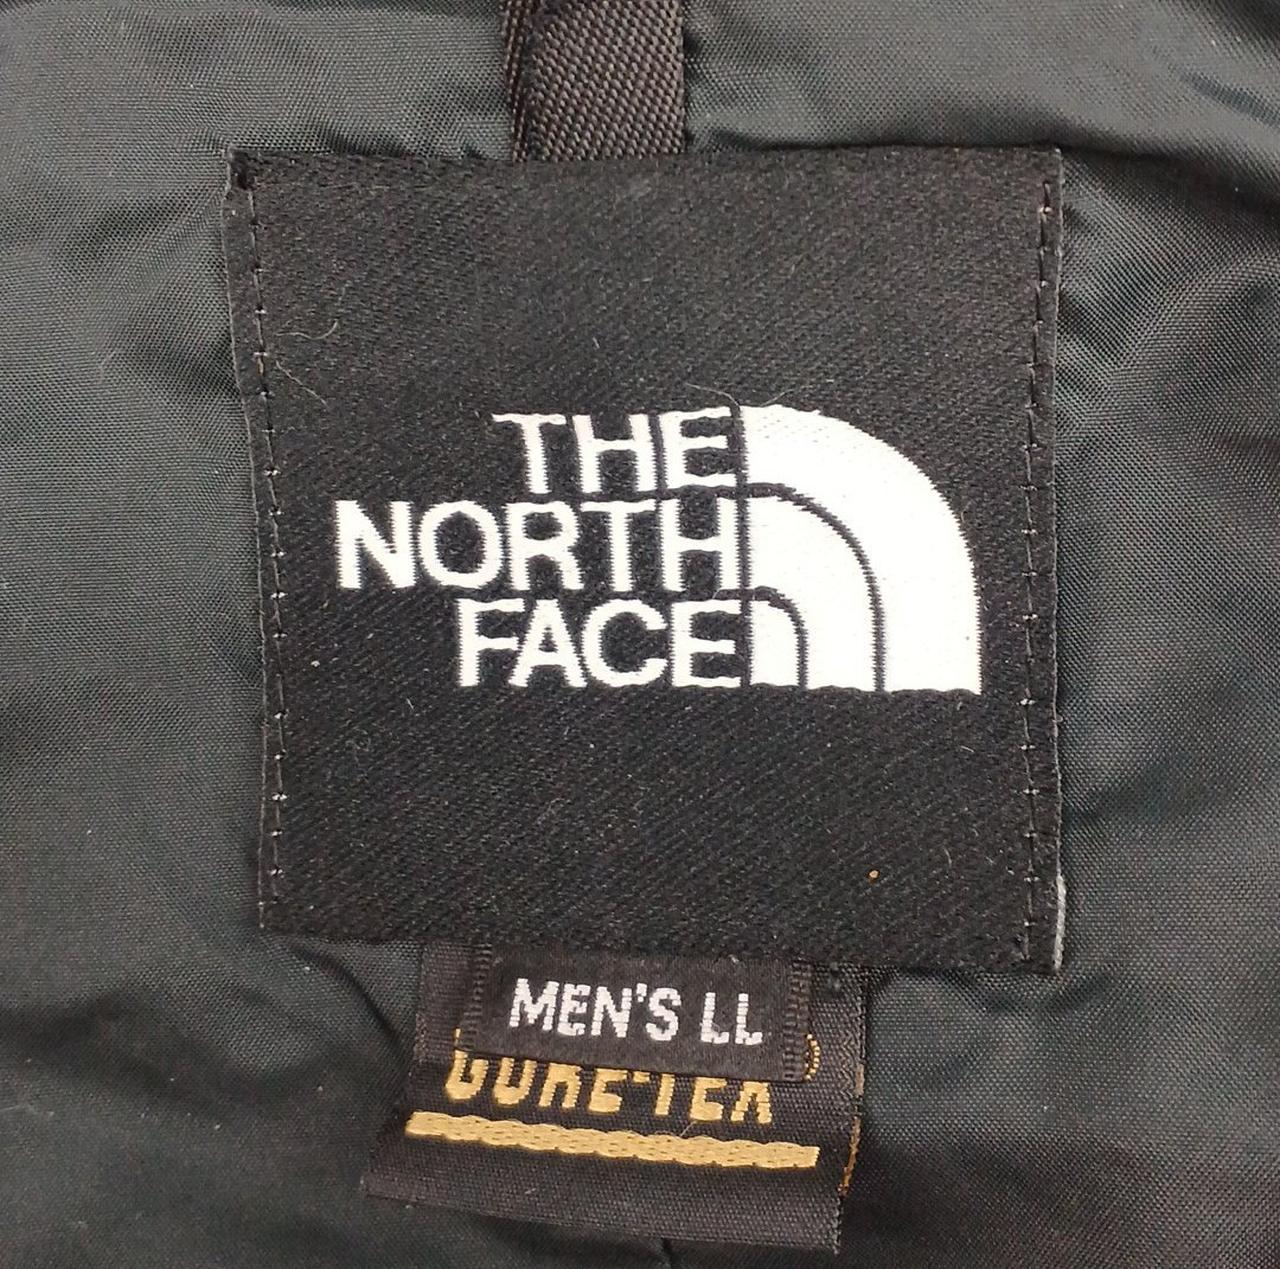 THE
NORTH
FACE
MEN'S LL
GORE-TEX